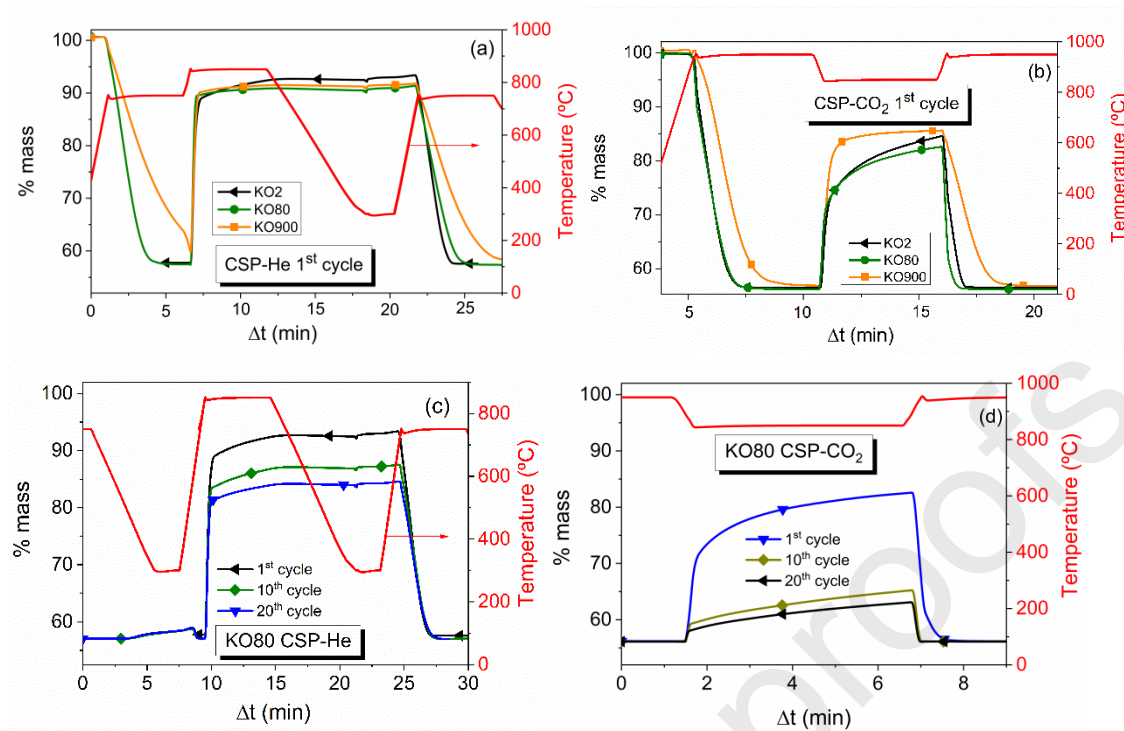 (a)
% mass
100
90
80
70
60
0
5
10
15
20
25
Δt (min)
1000
800
600
400
200
0
Temperature (ºC)
KO2
KO80
KO900
CSP-He 1st cycle
(b)
% mass
100
90
80
70
60
5
10
15
20
Δt (min)
1000
800
600
400
200
0
Temperature (ºC)
CSP-CO2 1st cycle
KO2
KO80
KO900
(c)
% mass
100
90
80
70
60
0
5
10
15
20
25
30
Δt (min)
800
600
400
200
0
Temperature (ºC)
1st cycle
10th cycle
20th cycle
KO80 CSP-He
(d)
% mass
100
90
80
70
60
0
2
4
6
8
Δt (min)
1000
800
600
400
200
0
Temperature (ºC)
KO80 CSP-CO2
1st cycle
10th cycle
20th cycle
proofs